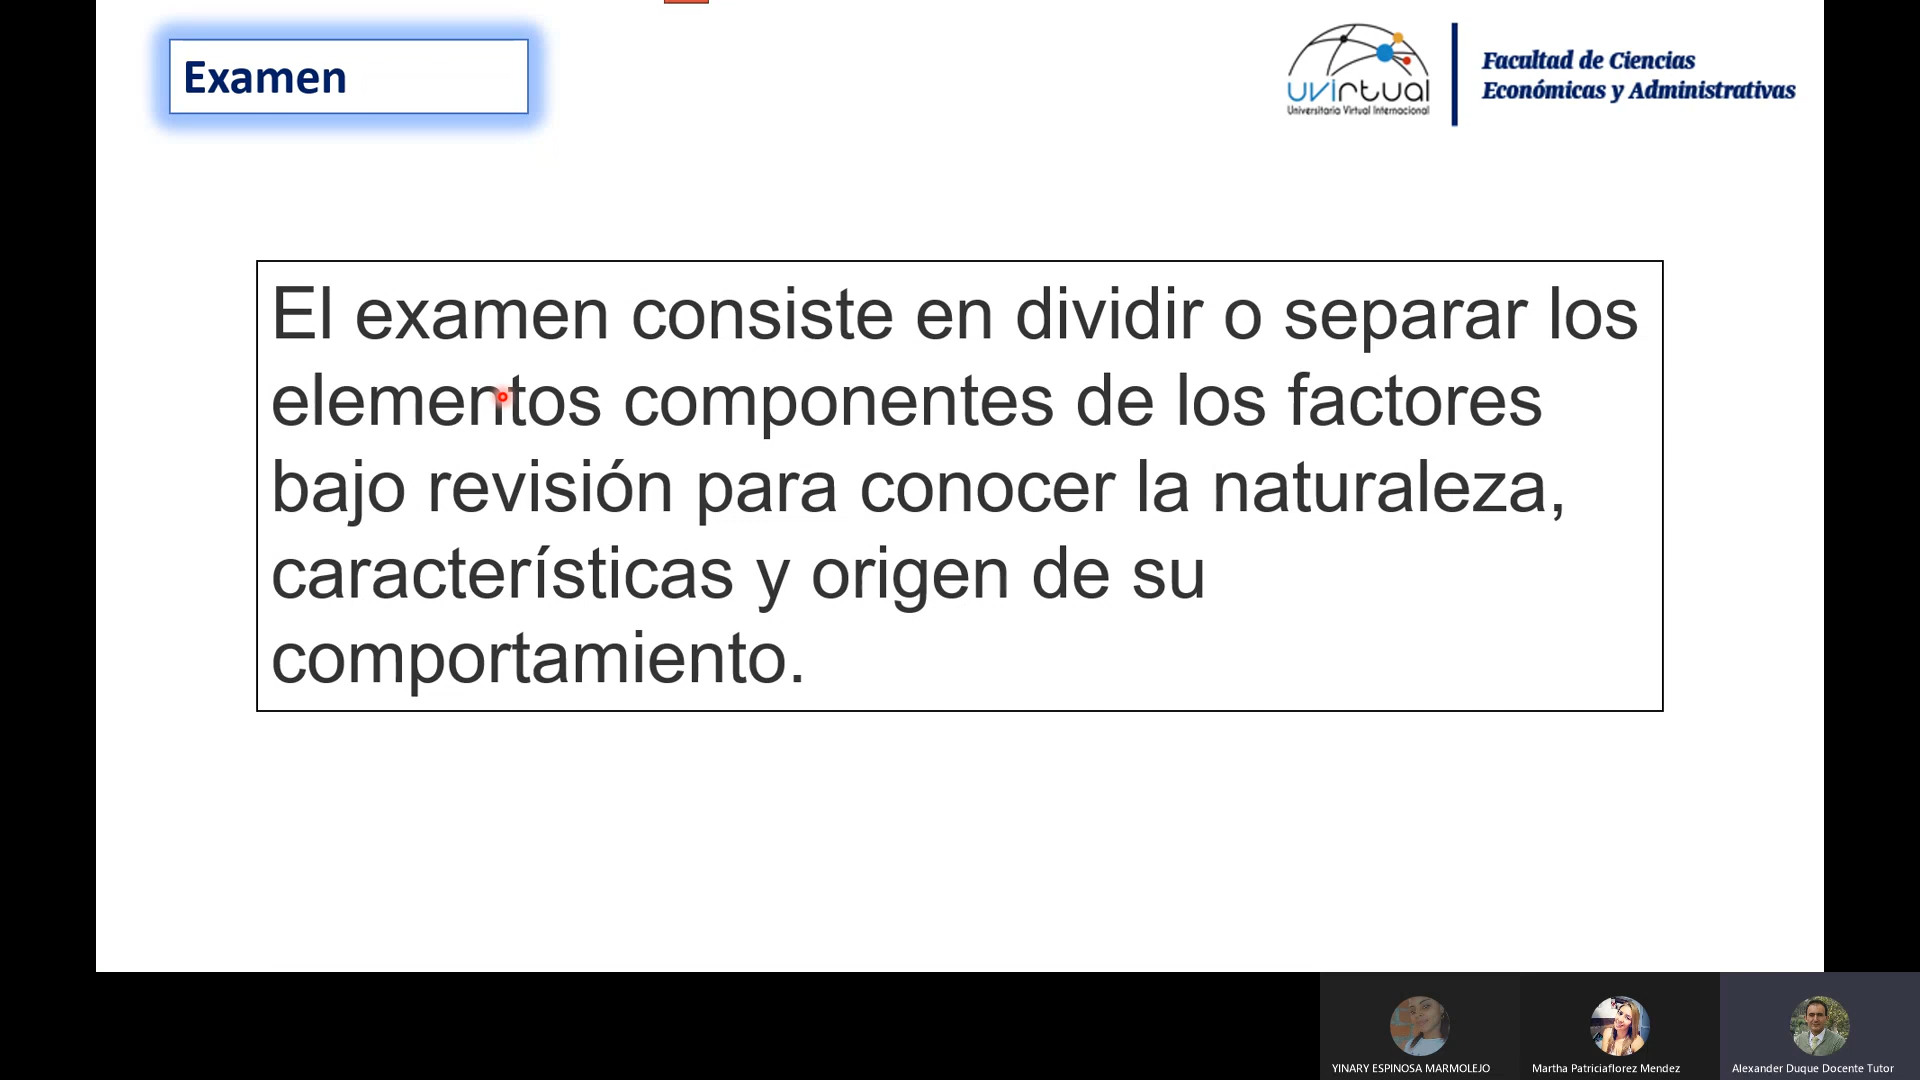 Examen
uvirtual
Universitaria Virtual Internacional
Facultad de Ciencias
Económicas y Administrativas
El examen consiste en dividir o separar los
elementos componentes de los factores
bajo revisión para conocer la naturaleza,
características y origen de su
comportamiento.
YINARY ESPINOSA MARMOLEJO
Martha Patriciaflorez Mendez
Alexander Duque Docente Tutor